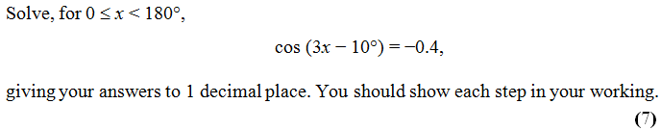 Solve, for 0 ≤ x < 180°,
cos (3x – 10°) = –0.4,
giving your answers to 1 decimal place. You should show each step in your working.
(7)